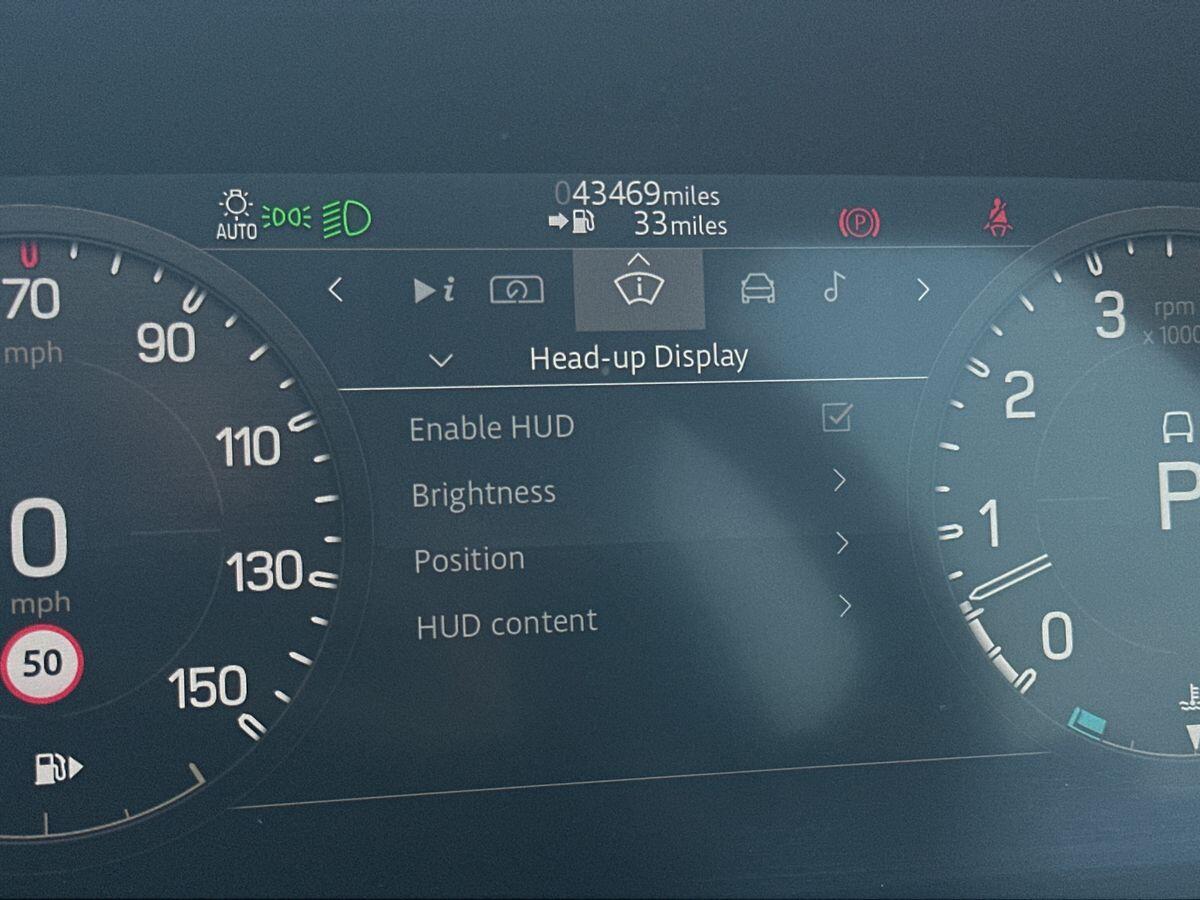 043469miles
33miles
AUTO
P
i
i
Head-up Display
Enable HUD
Brightness
Position
HUD content
70
mph
90
110
130
150
0
mph
50
3
rpm
x 1000
2
1
0
P